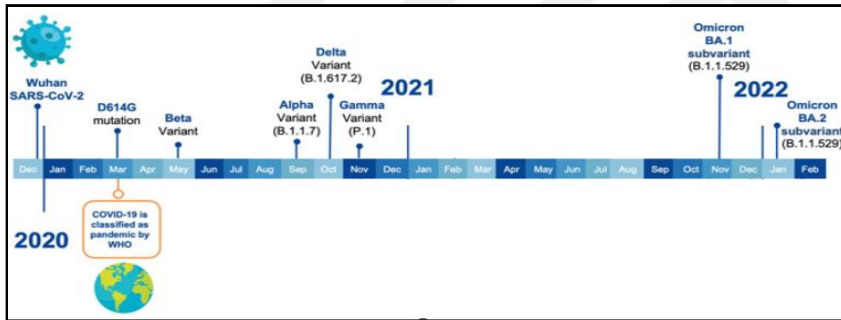 Wuhan
SARS-CoV-2
D614G
mutation
Beta
Variant
Alpha
Variant
(B.1.1.7)
Delta
Variant
(B.1.617.2)
Gamma
Variant
(P.1)
2021
Omicron
BA.1
subvariant
(B.1.1.529)
2022
Omicron
BA.2
subvariant
(B.1.1.529)
Dec Jan Feb Mar Apr May Jun Jul Aug Sep Oct Nov Dec Jan Feb Mar Apr May Jun Jul Aug Sep Oct Nov Dec Jan Feb
2020
COVID-19 is
classified as
pandemic by
WHO